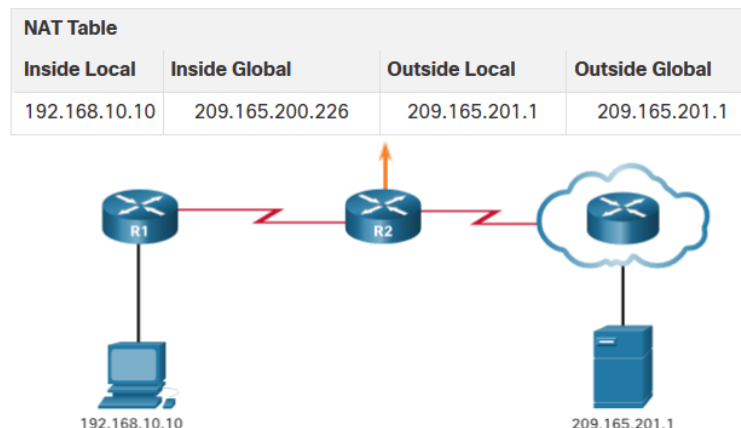 NAT Table
Inside Local Inside Global Outside Local Outside Global
192.168.10.10 209.165.200.226 209.165.201.1 209.165.201.1
R1 R2
192.168.10.10 209.165.201.1